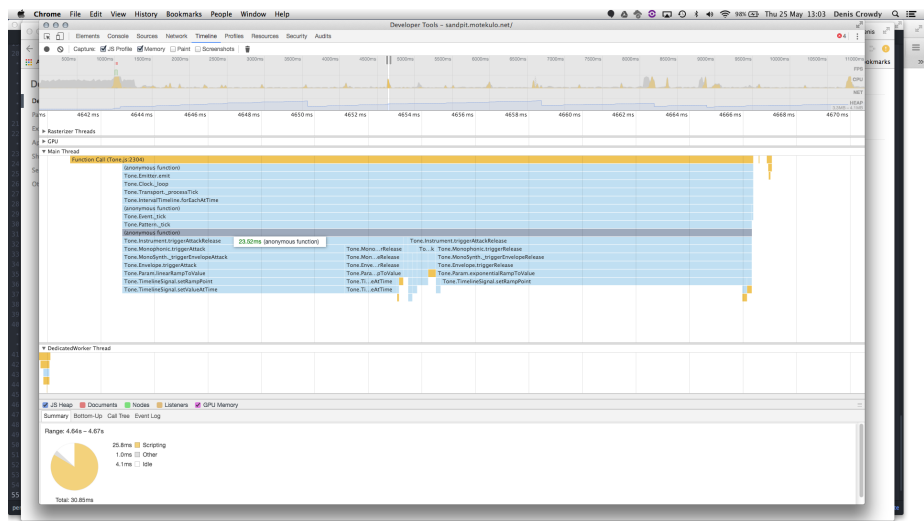 Chrome File Edit View History Bookmarks People Window Help 98% Thu 25 May 13:03 Denis Crowdy
Developer Tools – sandpit.motekulo.net/
Elements Console Sources Network Timeline Profiles Resources Security Audits 4
Capture: JS Profile Memory Paint Screenshots
500ms 1000ms 1500ms 2000ms 2500ms 3000ms 3500ms 4000ms 4500ms 5000ms 5500ms 6000ms 6500ms 7000ms 7500ms 8000ms 8500ms 9000ms 9500ms 10000ms 10500ms 11000ms
FPS
CPU
NET
HEAP
4642 ms 4644 ms 4646 ms 4648 ms 4650 ms 4652 ms 4654 ms 4656 ms 4658 ms 4660 ms 4662 ms 4664 ms 4666 ms 4668 ms 4670 ms
Rasterizer Threads
GPU
Main Thread
Function Call (Tone.js:2304)
(anonymous function)
Tone.Emitter.emit
Tone.Clock._loop
Tone.Transport._processTick
Tone.IntervalTimeline.forEachAtTime
(anonymous function)
Tone.Event._tick
Tone.Pattern._tick
(anonymous function)
Tone.Instrument.triggerAttackRelease 23.52ms (anonymous function) Tone.Instrument.triggerAttackRelease
Tone.Monophonic.triggerAttack Tone.Mono...rRelease To...k Tone.Monophonic.triggerRelease
Tone.MonoSynth._triggerEnvelopeAttack Tone.Mon...eRelease Tone.MonoSynth._triggerEnvelopeRelease
Tone.Envelope.triggerAttack Tone.Enve...rRelease Tone.Envelope.triggerRelease
Tone.Param.linearRampToValue Tone.Para...pToValue Tone.Param.exponentialRampToValue
Tone.TimelineSignal.setRampPoint Tone.Ti...eAtTime Tone.TimelineSignal.setRampPoint
Tone.TimelineSignal.setValueAtTime Tone.Ti...eAtTime
DedicatedWorker Thread
JS Heap Documents Nodes Listeners GPU Memory
Summary Bottom-Up Call Tree Event Log
Range: 4.64s – 4.67s
25.8ms Scripting
1.0ms Other
4.1ms Idle
Total: 30.85ms